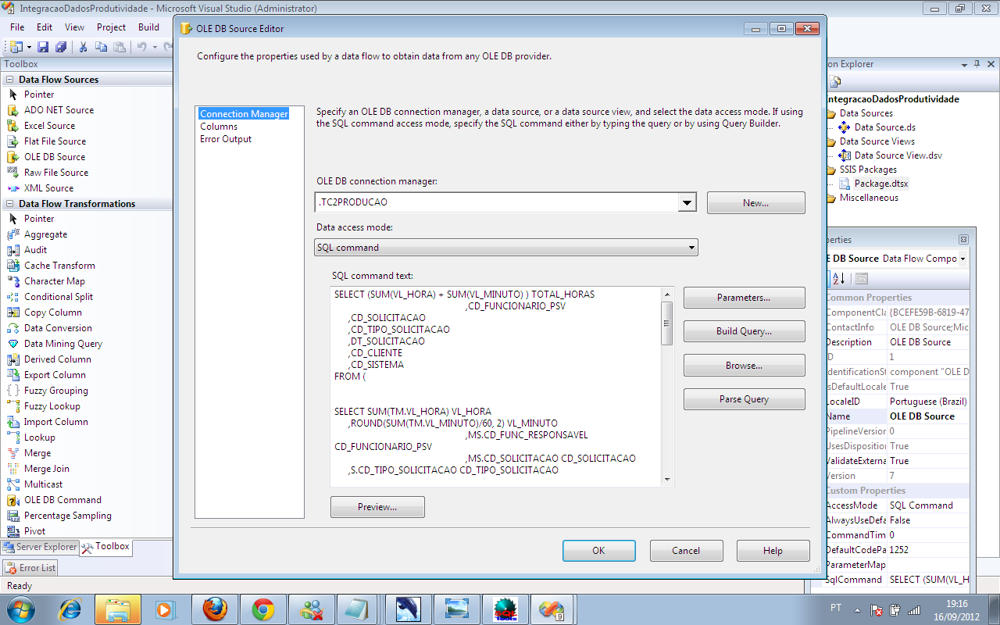 IntegracaoDadosProdutividade - Microsoft Visual Studio (Administrator)
File Edit View Project Build
Toolbox
Data Flow Sources
Pointer
ADO NET Source
Excel Source
Flat File Source
OLE DB Source
Raw File Source
XML Source
Data Flow Transformations
Pointer
Aggregate
Audit
Cache Transform
Character Map
Conditional Split
Copy Column
Data Conversion
Data Mining Query
Derived Column
Export Column
Fuzzy Grouping
Fuzzy Lookup
Import Column
Lookup
Merge
Merge Join
Multicast
OLE DB Command
Percentage Sampling
Pivot
Server Explorer Toolbox
Error List
Ready
OLE DB Source Editor
Configure the properties used by a data flow to obtain data from any OLE DB provider.
Connection Manager
Columns
Error Output
Specify an OLE DB connection manager, a data source, or a data source view, and select the data access mode. If using
the SQL command access mode, specify the SQL command either by typing the query or by using Query Builder.
OLE DB connection manager:
.TC2PRODUCAO
New...
Data access mode:
SQL command
SQL command text:
SELECT (SUM(VL_HORA) + SUM(VL_MINUTO) ) TOTAL_HORAS
,CD_FUNCIONARIO_PSV
,CD_SOLICITACAO
,CD_TIPO_SOLICITACAO
,DT_SOLICITACAO
,CD_CLIENTE
,CD_SISTEMA
FROM (
SELECT SUM(TM.VL_HORA) VL_HORA
,ROUND(SUM(TM.VL_MINUTO)/60, 2) VL_MINUTO
,MS.CD_FUNC_RESPONSAVEL
CD_FUNCIONARIO_PSV
,MS.CD_SOLICITACAO CD_SOLICITACAO
,S.CD_TIPO_SOLICITACAO CD_TIPO_SOLICITACAO
Parameters...
Build Query...
Browse...
Parse Query
Preview...
OK Cancel Help
on Explorer
ntegracaoDadosProdutividade
Data Sources
Data Source.ds
Data Source Views
Data Source View.dsv
SSIS Packages
Package.dtsx
Miscellaneous
perties
E DB Source Data Flow Compo
Common Properties
ComponentCla {BCEFE59B-6819-47
ContactInfo OLE DB Source;Mic
Description OLE DB Source
ID 1
IdentificationSt component "OLE D
IsDefaultLocale True
LocaleID Portuguese (Brazil)
Name OLE DB Source
PipelineVersion 0
UsesDisposition True
ValidateExterna True
Version 7
Custom Properties
AccessMode SQL Command
AlwaysUseDefa False
CommandTim 0
DefaultCodePa 1252
ParameterMap
SqlCommand SELECT (SUM(VL_H
PT
19:16
16/09/2012